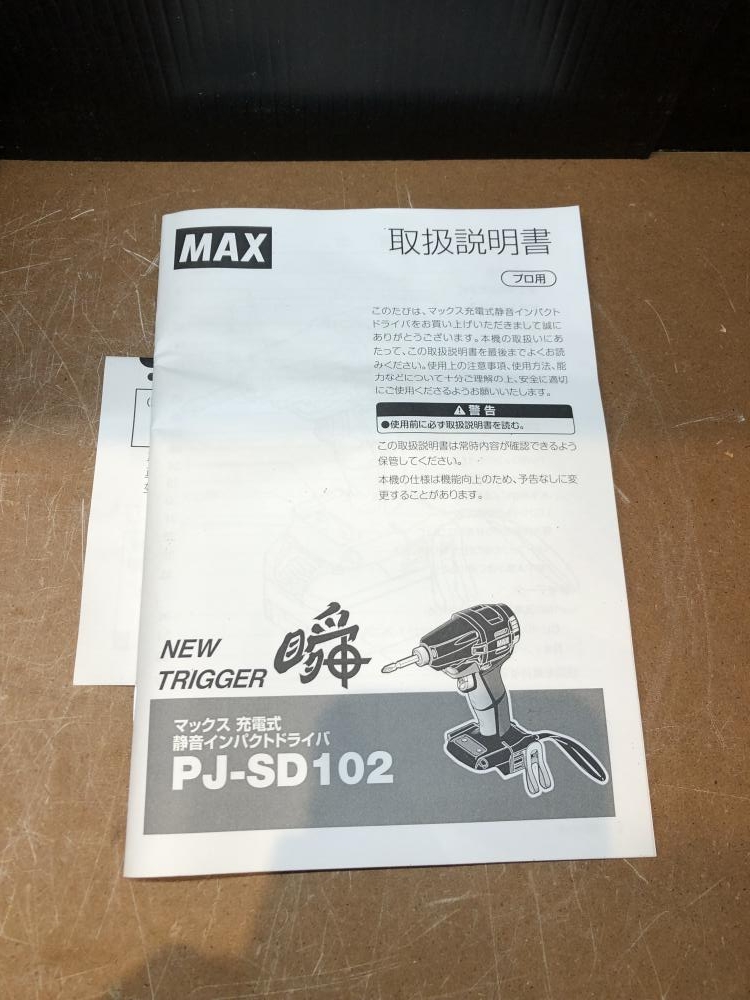 MAX
取扱説明書
プロ用
このたびは、マックス充電式静音インパクト
ドライバをお買い上げいただきまして誠に
ありがとうございます。本機の取扱いにあ
たって、この取扱説明書を最後までよくお読
みください。使用上の注意事項、使用方法、能
力などについて十分ご理解の上、安全に適切
にご使用くださるようお願いいたします。
⚠警告
●使用前に必ず取扱説明書を読む。
この取扱説明書は常時内容が確認できるよう
保管してください。
本機の仕様は機能向上のため、予告なしに変
更することがあります。
NEW
TRIGGER
瞬
MAX
マックス 充電式
静音インパクトドライバ
PJ-SD102